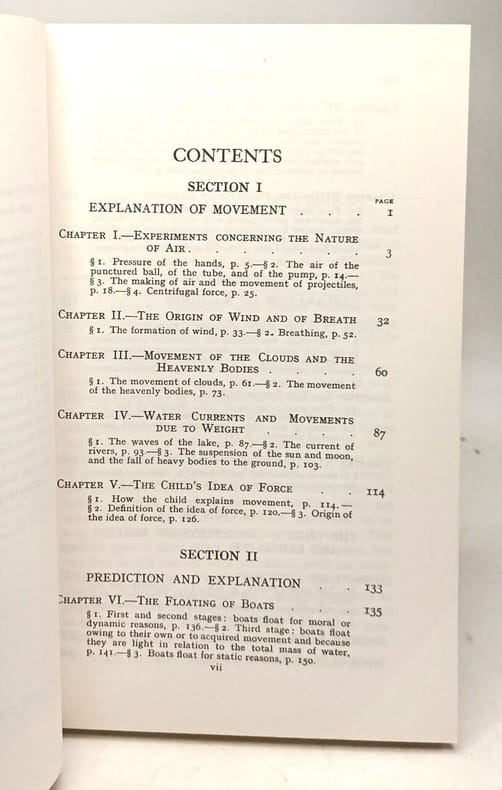 CONTENTS
SECTION I
PAGE
EXPLANATION OF MOVEMENT . . . 1
CHAPTER I.—EXPERIMENTS CONCERNING THE NATURE
OF AIR . . . . . . . 3
§ 1. Pressure of the hands, p. 5.—§ 2. The air of the
punctured ball, of the tube, and of the pump, p. 14.—
§ 3. The making of air and the movement of projectiles,
p. 18.—§ 4. Centrifugal force, p. 25.
CHAPTER II.—THE ORIGIN OF WIND AND OF BREATH 32
§ 1. The formation of wind, p. 33.—§ 2. Breathing, p. 52.
CHAPTER III.—MOVEMENT OF THE CLOUDS AND THE
HEAVENLY BODIES . . . . 60
§ 1. The movement of clouds, p. 61.—§ 2. The movement
of the heavenly bodies, p. 73.
CHAPTER IV.—WATER CURRENTS AND MOVEMENTS
DUE TO WEIGHT . . . . 87
§ 1. The waves of the lake, p. 87.—§ 2. The current of
rivers, p. 93.—§ 3. The suspension of the sun and moon,
and the fall of heavy bodies to the ground, p. 103.
CHAPTER V.—THE CHILD'S IDEA OF FORCE . . 114
§ 1. How the child explains movement, p. 114.—
§ 2. Definition of the idea of force, p. 120.—§ 3. Origin of
the idea of force, p. 126.
SECTION II
PREDICTION AND EXPLANATION . . 133
CHAPTER VI.—THE FLOATING OF BOATS . . . 135
§ 1. First and second stages: boats float for moral or
dynamic reasons, p. 136.—§ 2. Third stage: boats float
owing to their own or to acquired movement and because
they are light in relation to the total mass of water,
p. 141.—§ 3. Boats float for static reasons, p. 150.
vii